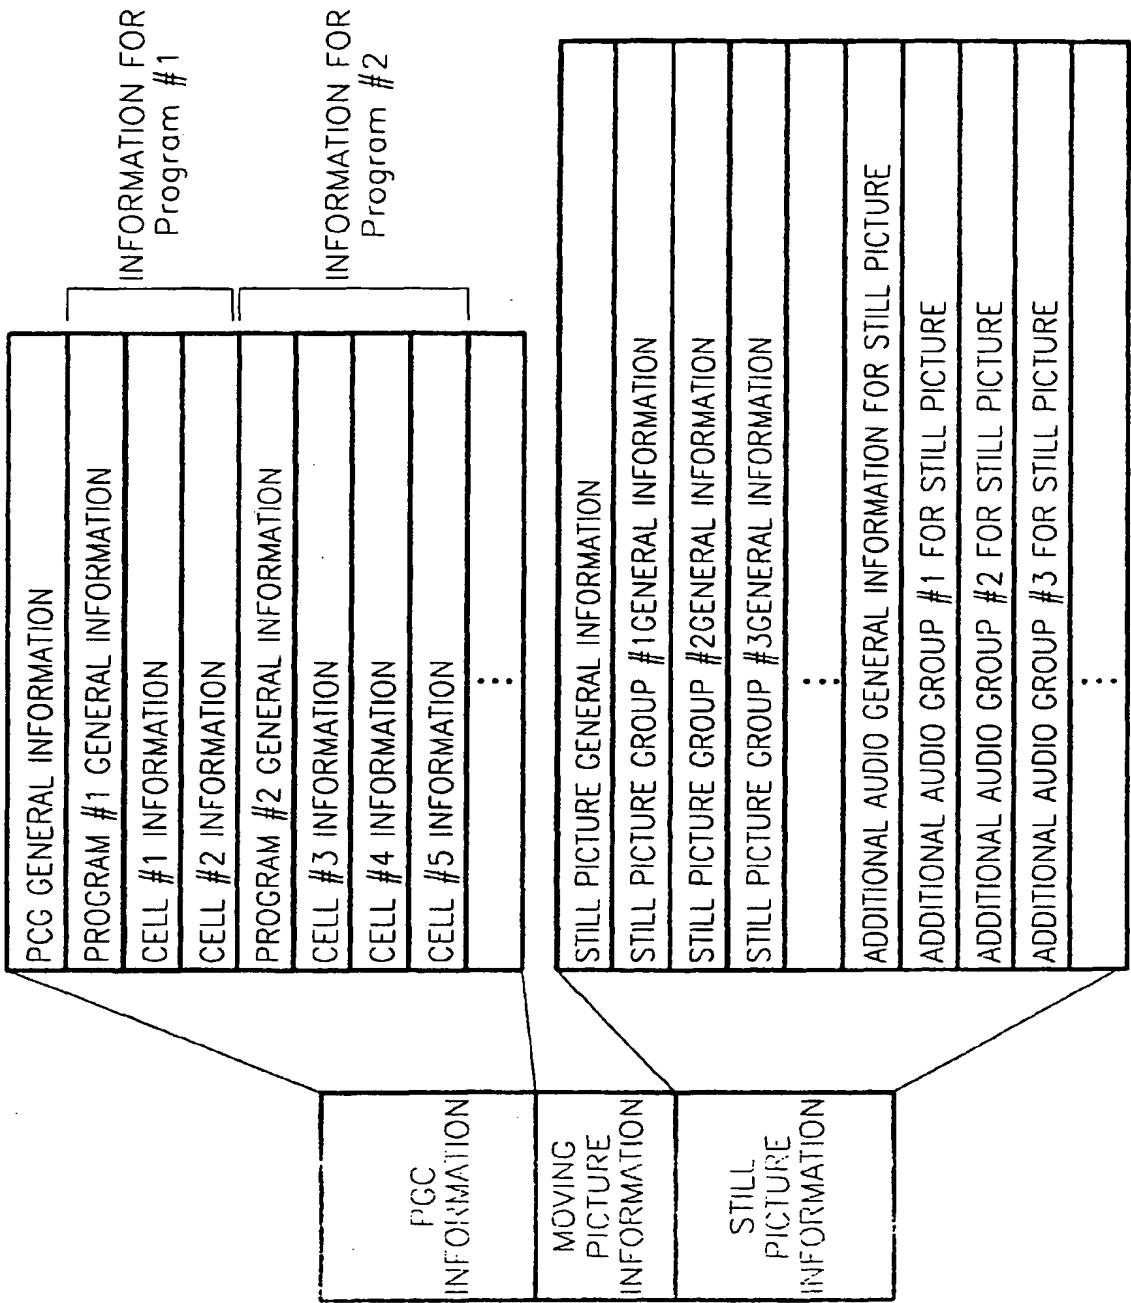 PGC
INFORMATION
MOVING
PICTURE
INFORMATION
STILL
PICTURE
INFORMATION
PCG GENERAL INFORMATION
PROGRAM #1 GENERAL INFORMATION
CELL #1 INFORMATION
CELL #2 INFORMATION
PROGRAM #2 GENERAL INFORMATION
CELL #3 INFORMATION
CELL #4 INFORMATION
CELL #5 INFORMATION
⋮
INFORMATION FOR
Program #1
INFORMATION FOR
Program #2
STILL PICTURE GENERAL INFORMATION
STILL PICTURE GROUP #1GENERAL INFORMATION
STILL PICTURE GROUP #2GENERAL INFORMATION
STILL PICTURE GROUP #3GENERAL INFORMATION
⋮
ADDITIONAL AUDIO GENERAL INFORMATION FOR STILL PICTURE
ADDITIONAL AUDIO GROUP #1 FOR STILL PICTURE
ADDITIONAL AUDIO GROUP #2 FOR STILL PICTURE
ADDITIONAL AUDIO GROUP #3 FOR STILL PICTURE
⋮